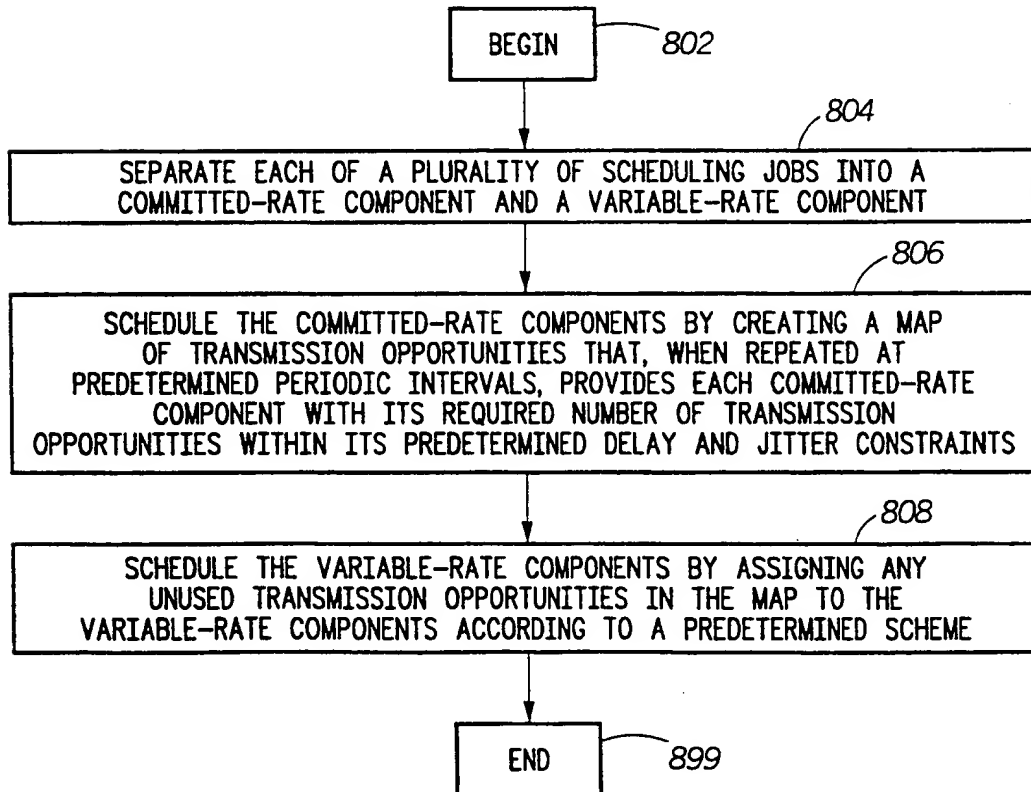 BEGIN
802
804
SEPARATE EACH OF A PLURALITY OF SCHEDULING JOBS INTO A
COMMITTED-RATE COMPONENT AND A VARIABLE-RATE COMPONENT
806
SCHEDULE THE COMMITTED-RATE COMPONENTS BY CREATING A MAP
OF TRANSMISSION OPPORTUNITIES THAT, WHEN REPEATED AT
PREDETERMINED PERIODIC INTERVALS, PROVIDES EACH COMMITTED-RATE
COMPONENT WITH ITS REQUIRED NUMBER OF TRANSMISSION
OPPORTUNITIES WITHIN ITS PREDETERMINED DELAY AND JITTER CONSTRAINTS
808
SCHEDULE THE VARIABLE-RATE COMPONENTS BY ASSIGNING ANY
UNUSED TRANSMISSION OPPORTUNITIES IN THE MAP TO THE
VARIABLE-RATE COMPONENTS ACCORDING TO A PREDETERMINED SCHEME
END
899